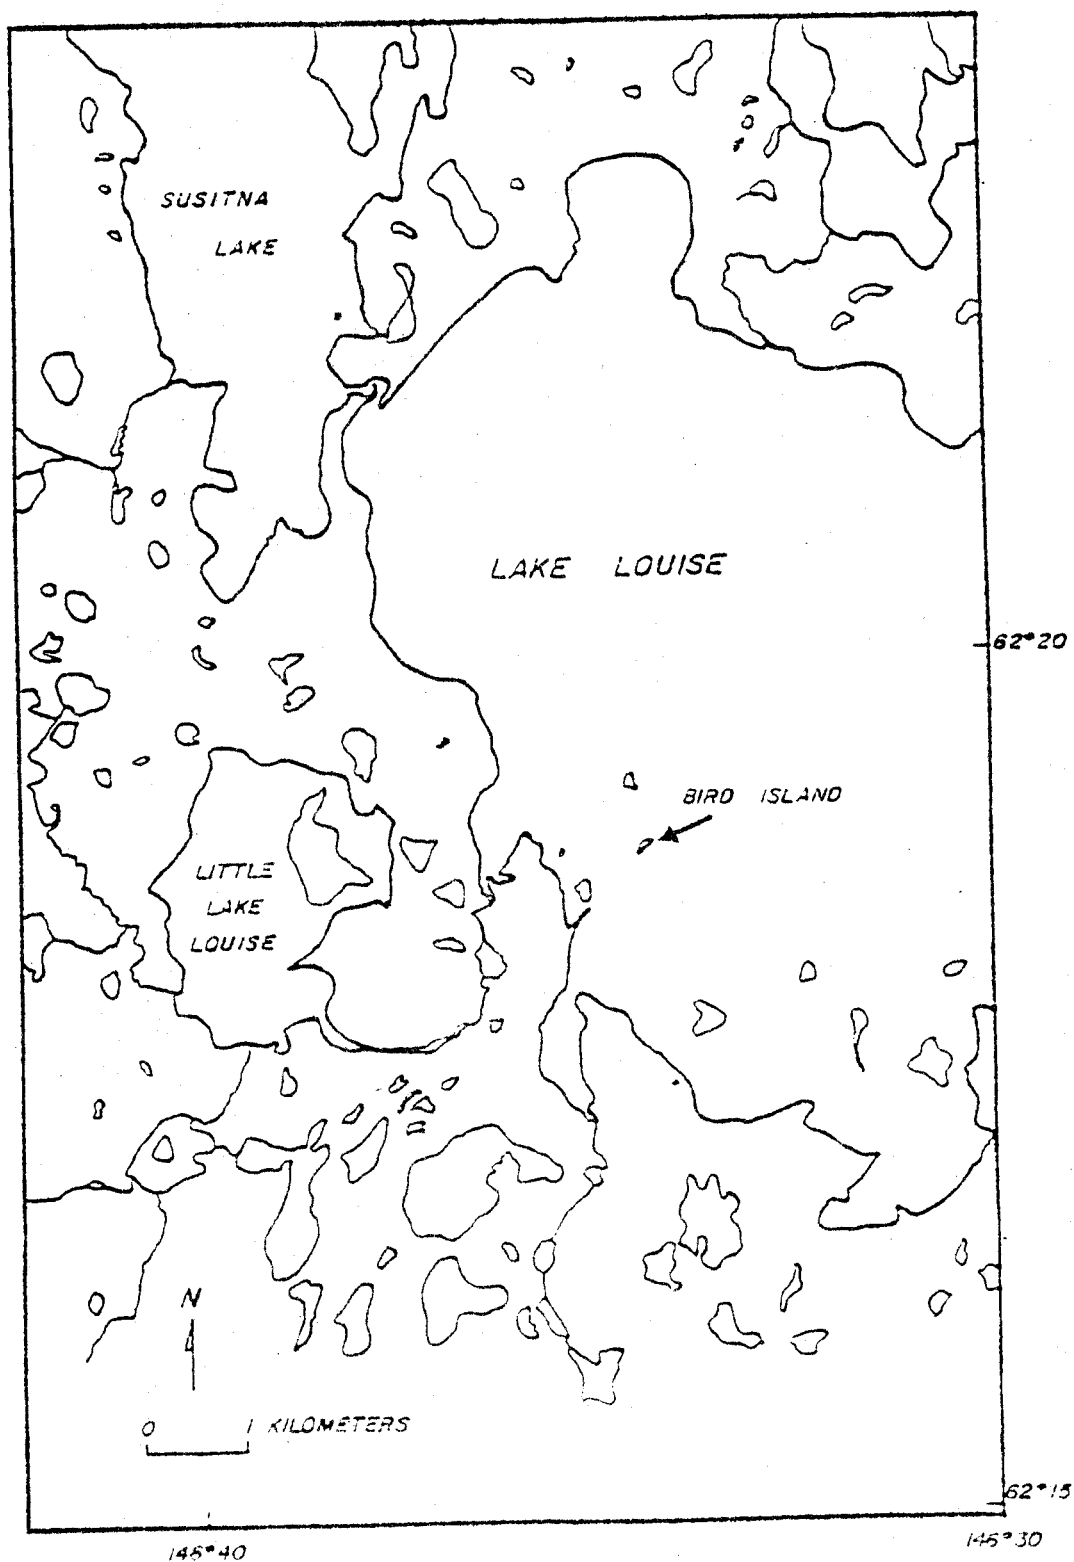 SUSITNA
LAKE
LAKE LOUISE
62°20
BIRD ISLAND
LITTLE
LAKE
LOUISE
N
0 1 KILOMETERS
62°15
146°40
146°30